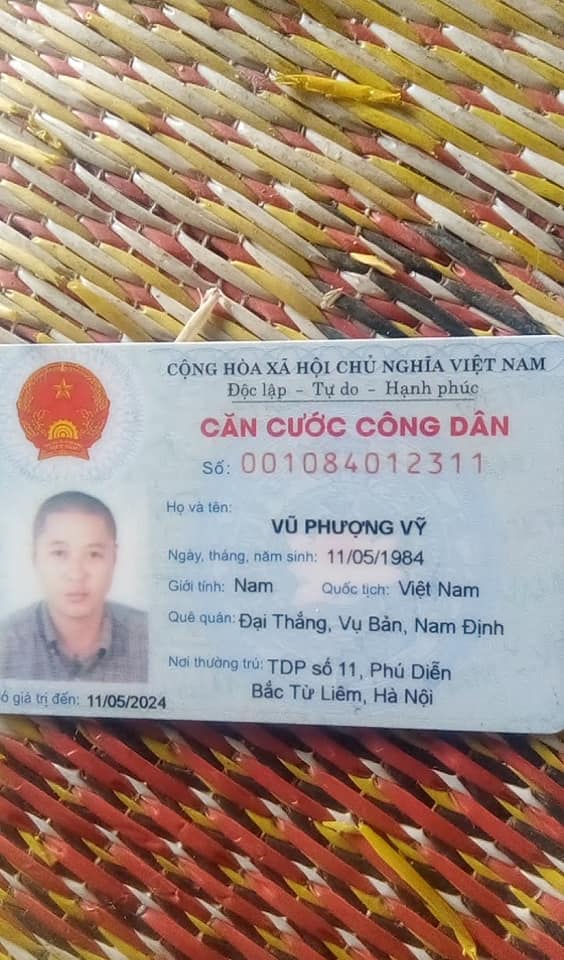 CỘNG HÒA XÃ HỘI CHỦ NGHĨA VIỆT NAM
Độc lập - Tự do - Hạnh phúc
CĂN CƯỚC CÔNG DÂN
Số: 001084012311
Họ và tên:
VŨ PHƯỢNG VỸ
Ngày, tháng, năm sinh: 11/05/1984
Giới tính: Nam Quốc tịch: Việt Nam
Quê quán: Đại Thắng, Vụ Bản, Nam Định
Nơi thường trú: TDP số 11, Phú Diễn
Bắc Từ Liêm, Hà Nội
ó giá trị đến: 11/05/2024